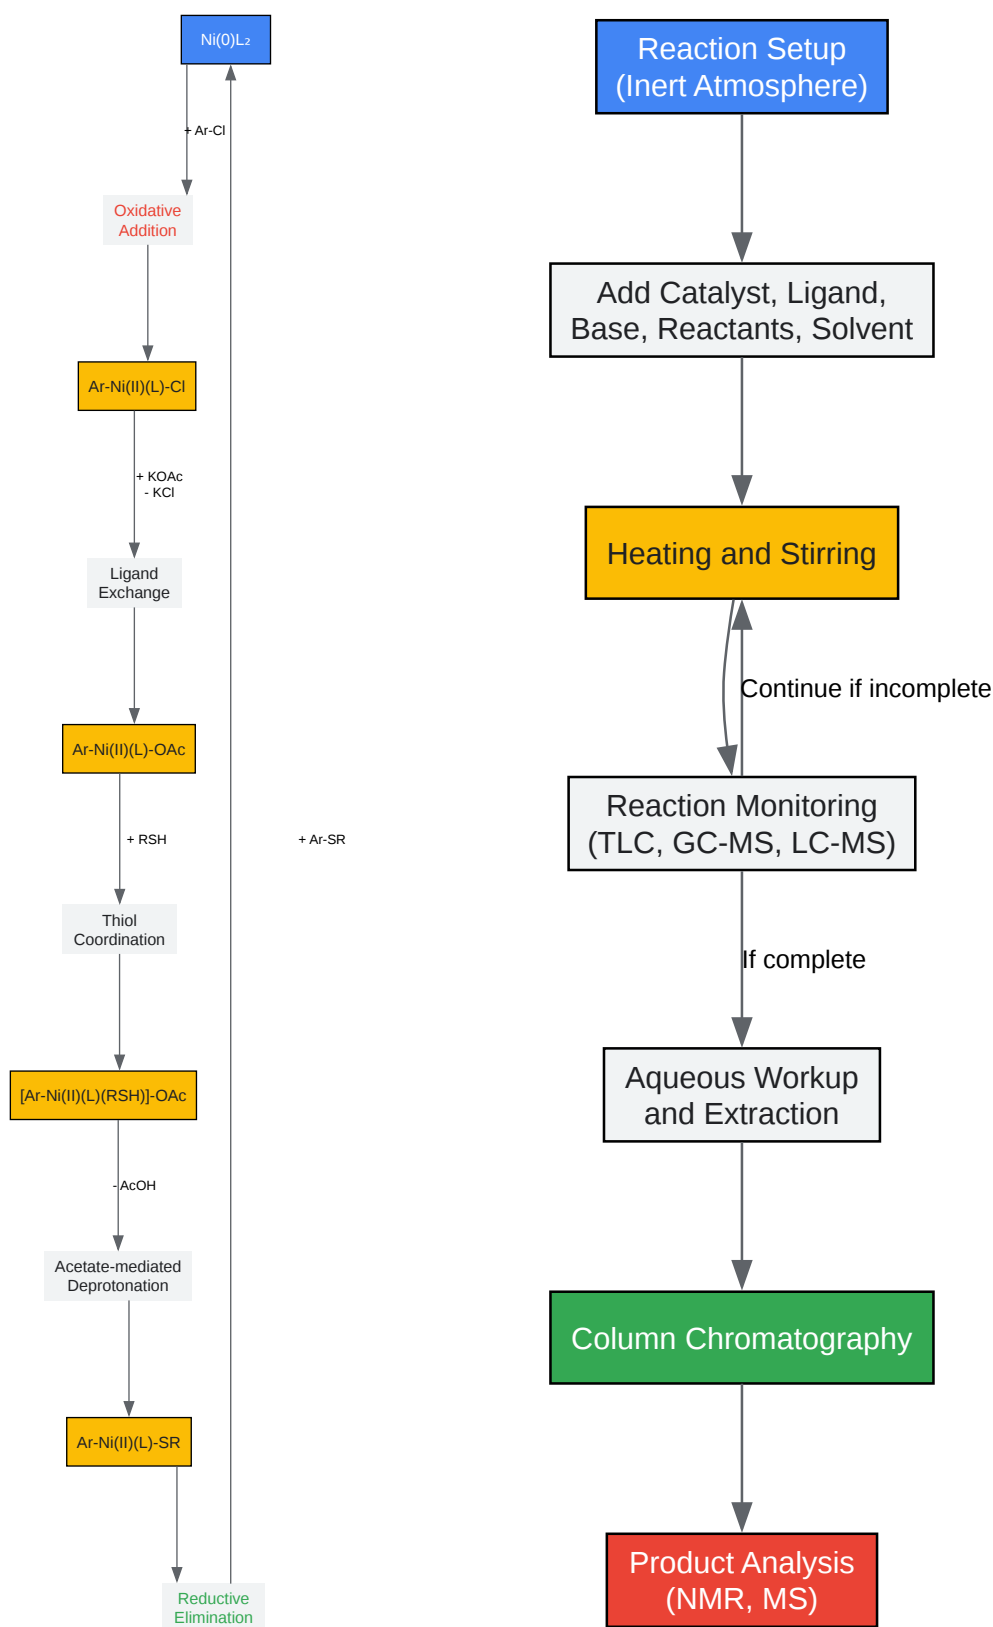 Ni(0)L₂
+ Ar-Cl
Oxidative
Addition
Ar-Ni(II)(L)-Cl
+ KOAc
- KCl
Ligand
Exchange
Ar-Ni(II)(L)-OAc
+ RSH
+ Ar-SR
Thiol
Coordination
[Ar-Ni(II)(L)(RSH)]-OAc
- AcOH
Acetate-mediated
Deprotonation
Ar-Ni(II)(L)-SR
Reductive
Elimination
Reaction Setup
(Inert Atmosphere)
Add Catalyst, Ligand,
Base, Reactants, Solvent
Heating and Stirring
Continue if incomplete
Reaction Monitoring
(TLC, GC-MS, LC-MS)
If complete
Aqueous Workup
and Extraction
Column Chromatography
Product Analysis
(NMR, MS)